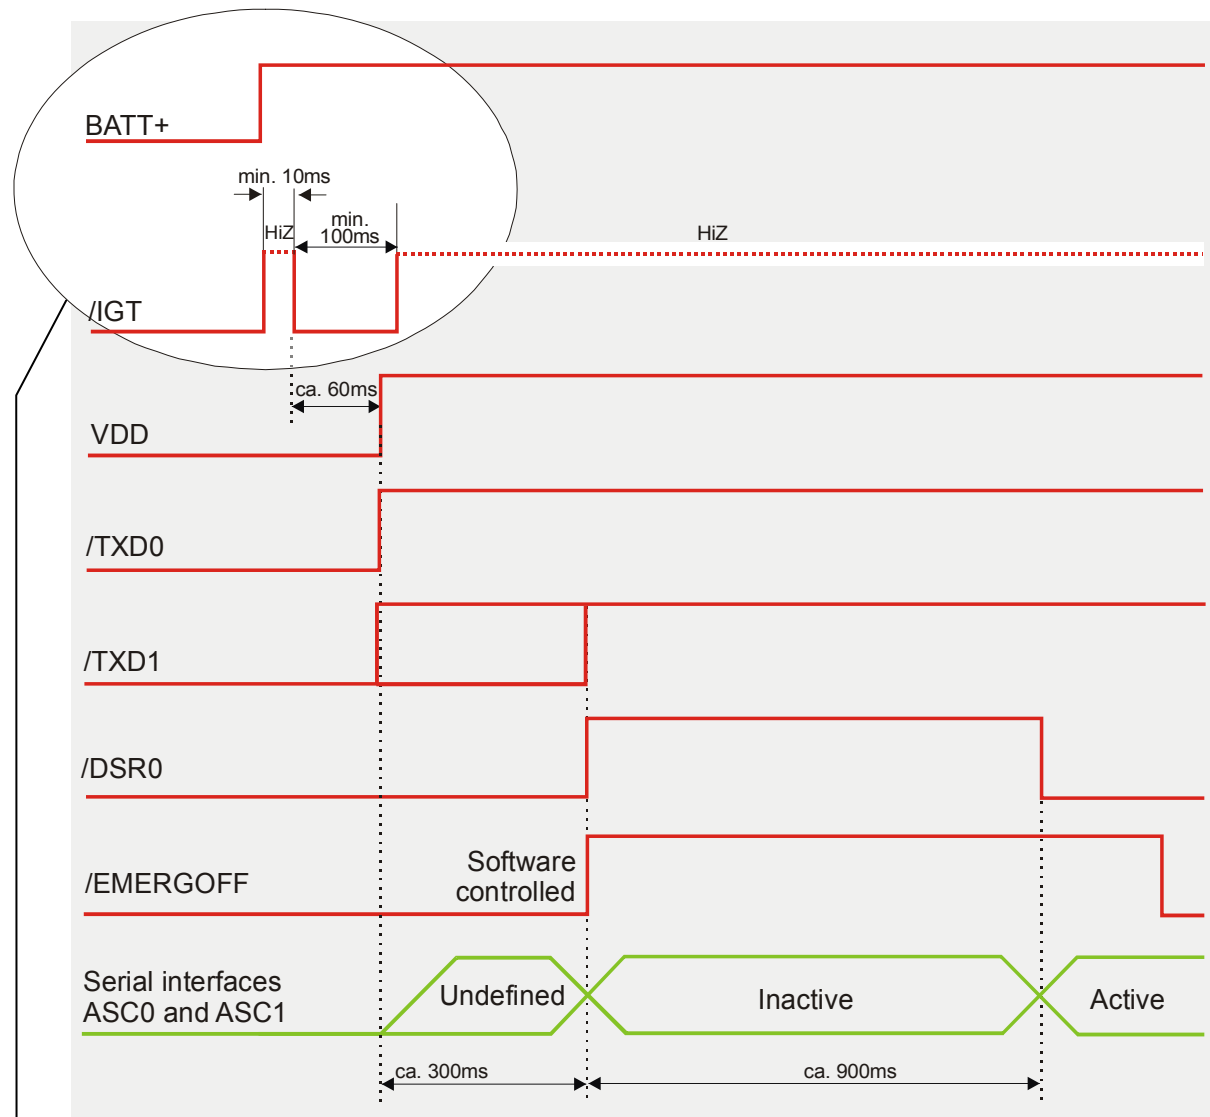 BATT+
min. 10ms
HiZ
min.
100ms
HiZ
/IGT
ca. 60ms
VDD
/TXD0
/TXD1
/DSR0
/EMERGOFF
Software
controlled
Serial interfaces
ASC0 and ASC1
Undefined
Inactive
Active
ca. 300ms
ca. 900ms